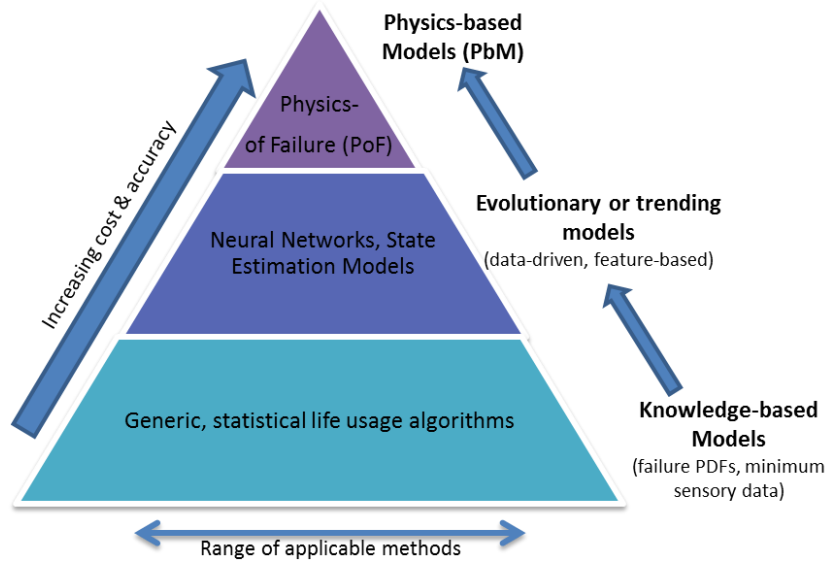 Physics-based
Models (PbM)
Physics-
of Failure (PoF)
Increasing cost & accuracy
Evolutionary or trending
models
(data-driven, feature-based)
Neural Networks, State
Estimation Models
Generic, statistical life usage algorithms
Knowledge-based
Models
(failure PDFs, minimum
sensory data)
Range of applicable methods